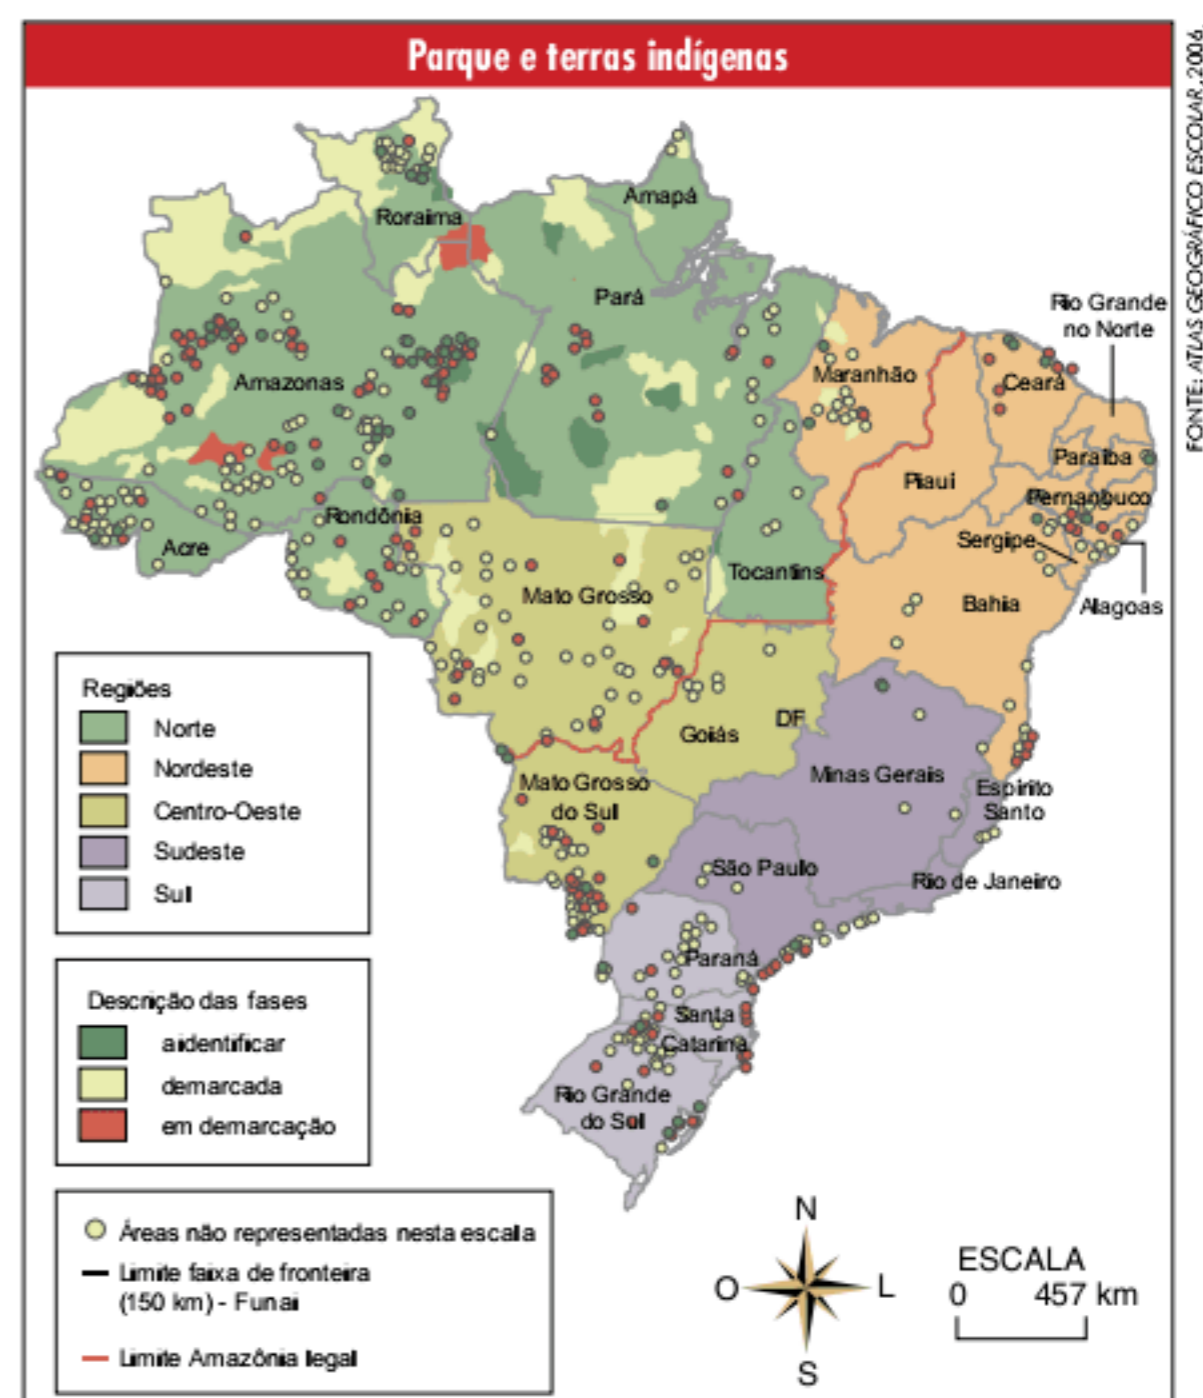 Parque e terras indígenas
FONTE: ATLAS GEOGRÁFICO ESCOLAR, 2006.
Roraima
Amapá
Pará
Amazonas
Maranhão
Ceará
Rio Grande
no Norte
Paraíba
Piauí
Pernambuco
Sergipe
Alagoas
Acre
Rondônia
Tocantins
Mato Grosso
Bahia
Goiás
DF
Minas Gerais
Espírito
Santo
Mato Grosso
do Sul
São Paulo
Rio de Janeiro
Paraná
Santa
Catarina
Rio Grande
do Sul
Regiões
Norte
Nordeste
Centro-Oeste
Sudeste
Sul
Descrição das fases
a identificar
demarcada
em demarcação
Áreas não representadas nesta escala
Limite faixa de fronteira
(150 km) - Funai
Limite Amazônia legal
N
O
L
S
ESCALA
0 457 km